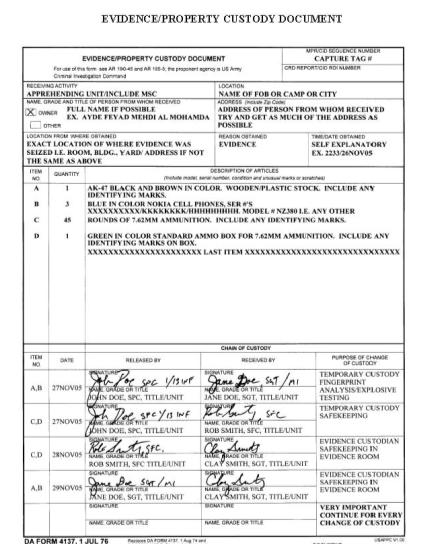 EVIDENCE/PROPERTY CUSTODY DOCUMENT
MPR/CID SEQUENCE NUMBER
EVIDENCE/PROPERTY CUSTODY DOCUMENT
CAPTURE TAG #
For use of this form see AR 190-45 and AR 195-5; the proponent agency is US Army
Criminal Investigation Command
CRD REPORT/CID ROI NUMBER
RECEIVING ACTIVITY
LOCATION
APPREHENDING UNIT/INCLUDE MSC
NAME OF FOB OR CAMP OR CITY
NAME, GRADE AND TITLE OF PERSON FROM WHOM RECEIVED
ADDRESS (Include Zip Code)
X OWNER
FULL NAME IF POSSIBLE
EX. AYDE FEYAD MEHDI AL MOHAMDA
OTHER
ADDRESS OF PERSON FROM WHOM RECEIVED
TRY AND GET AS MUCH OF THE ADDRESS AS
POSSIBLE
LOCATION FROM WHERE OBTAINED
REASON OBTAINED
TIME/DATE OBTAINED
EXACT LOCATION OF WHERE EVIDENCE WAS
SEIZED I.E. ROOM, BLDG., YARD/ ADDRESS IF NOT
THE SAME AS ABOVE
EVIDENCE
SELF EXPLANATORY
EX. 2233/26NOV05
ITEM NO.
QUANTITY
DESCRIPTION OF ARTICLES
(Include model, serial number, condition and unusual marks or scratches)
A 1 AK-47 BLACK AND BROWN IN COLOR. WOODEN/PLASTIC STOCK. INCLUDE ANY
IDENTIFYING MARKS.
B 3 BLUE IN COLOR NOKIA CELL PHONES, SER #'S
XXXXXXXXXX/KKKKKKKK/HHHHHHHHH. MODEL # NZ380 I.E. ANY OTHER
C 45 ROUNDS OF 7.62MM AMMUNITION. INCLUDE ANY IDENTIFYING MARKS.
D 1 GREEN IN COLOR STANDARD AMMO BOX FOR 7.62MM AMMUNITION. INCLUDE ANY
IDENTIFYING MARKS ON BOX.
XXXXXXXXXXXXXXXXXXXXXXX LAST ITEM XXXXXXXXXXXXXXXXXXXXXXXXXXXXX
CHAIN OF CUSTODY
ITEM NO.
DATE
RELEASED BY
RECEIVED BY
PURPOSE OF CHANGE
OF CUSTODY
A,B
27NOV05
SIGNATURE
John Doe SPC 1/13 INF
NAME, GRADE OR TITLE
JOHN DOE, SPC, TITLE/UNIT
SIGNATURE
Jane Doe SGT / MI
NAME, GRADE OR TITLE
JANE DOE, SGT, TITLE/UNIT
TEMPORARY CUSTODY
FINGERPRINT
ANALYSIS/EXPLOSIVE
TESTING
C,D
27NOV05
SIGNATURE
John Doe SPC 1/13 INF
NAME, GRADE OR TITLE
JOHN DOE, SPC, TITLE/UNIT
SIGNATURE
Rob Smith, SFC
NAME, GRADE OR TITLE
ROB SMITH, SFC, TITLE/UNIT
TEMPORARY CUSTODY
SAFEKEEPING
C,D
28NOV05
SIGNATURE
Rob Smith, SFC.
NAME, GRADE OR TITLE
ROB SMITH, SFC TITLE/UNIT
SIGNATURE
Clay Smith
NAME, GRADE OR TITLE
CLAY SMITH, SGT, TITLE/UNIT
EVIDENCE CUSTODIAN
SAFEKEEPING IN
EVIDENCE ROOM
A,B
29NOV05
SIGNATURE
Jane Doe SGT / MI
NAME, GRADE OR TITLE
JANE DOE, SGT, TITLE/UNIT
SIGNATURE
Clay Smith
NAME, GRADE OR TITLE
CLAY SMITH, SGT, TITLE/UNIT
EVIDENCE CUSTODIAN
SAFEKEEPING IN
EVIDENCE ROOM
SIGNATURE
NAME, GRADE OR TITLE
SIGNATURE
NAME, GRADE OR TITLE
VERY IMPORTANT
CONTINUE FOR EVERY
CHANGE OF CUSTODY
DA FORM 4137, 1 JUL 76
Replaces DA FORM 4137, 1 Aug 74 and
USAPPC V1.00